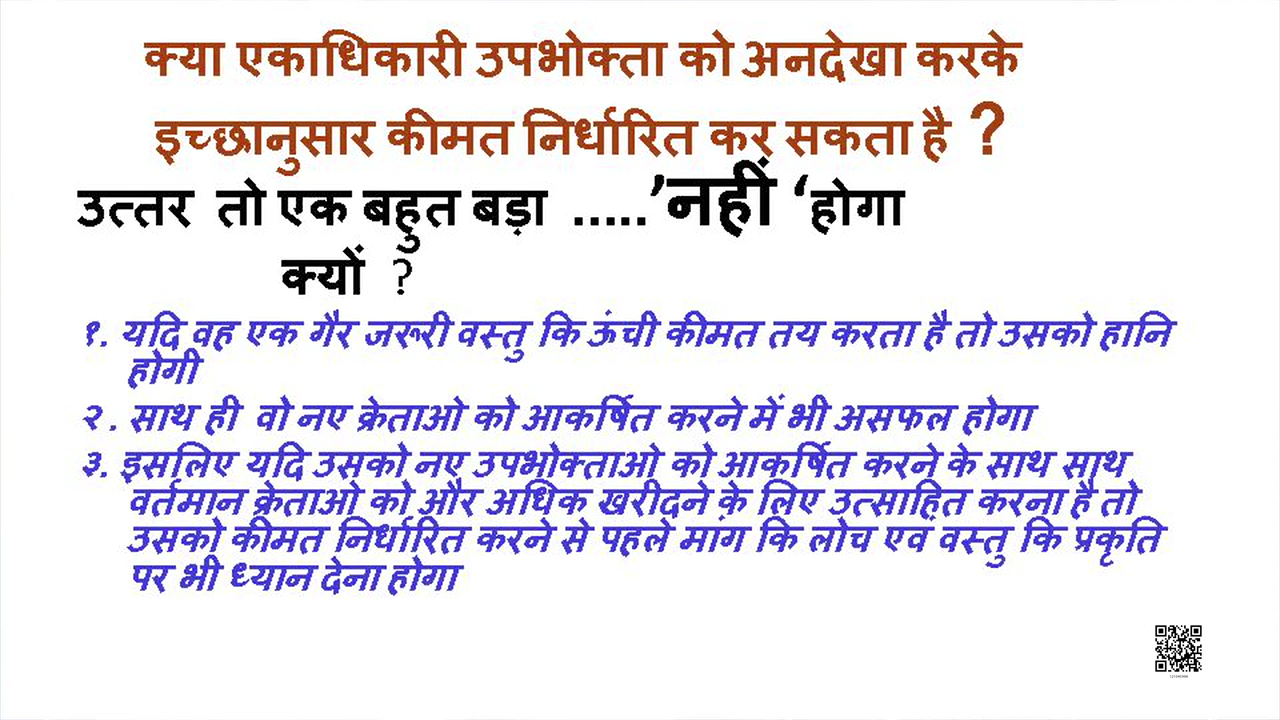 क्या एकाधिकारी उपभोक्ता को अनदेखा करके
इच्छानुसार कीमत निर्धारित कर सकता है ?
उत्तर तो एक बहुत बड़ा .....’नहीं ‘होगा
क्यों ?
१. यदि वह एक गैर जरूरी वस्तु कि ऊंची कीमत तय करता है तो उसको हानि
होगी
२ . साथ ही वो नए क्रेताओ को आकर्षित करने में भी असफल होगा
३. इसलिए यदि उसको नए उपभोक्ताओ को आकर्षित करने के साथ साथ
वर्तमान क्रेताओ को और अधिक खरीदने के लिए उत्साहित करना है तो
उसको कीमत निर्धारित करने से पहले मांग कि लोच एवं वस्तु कि प्रकृति
पर भी ध्यान देना होगा